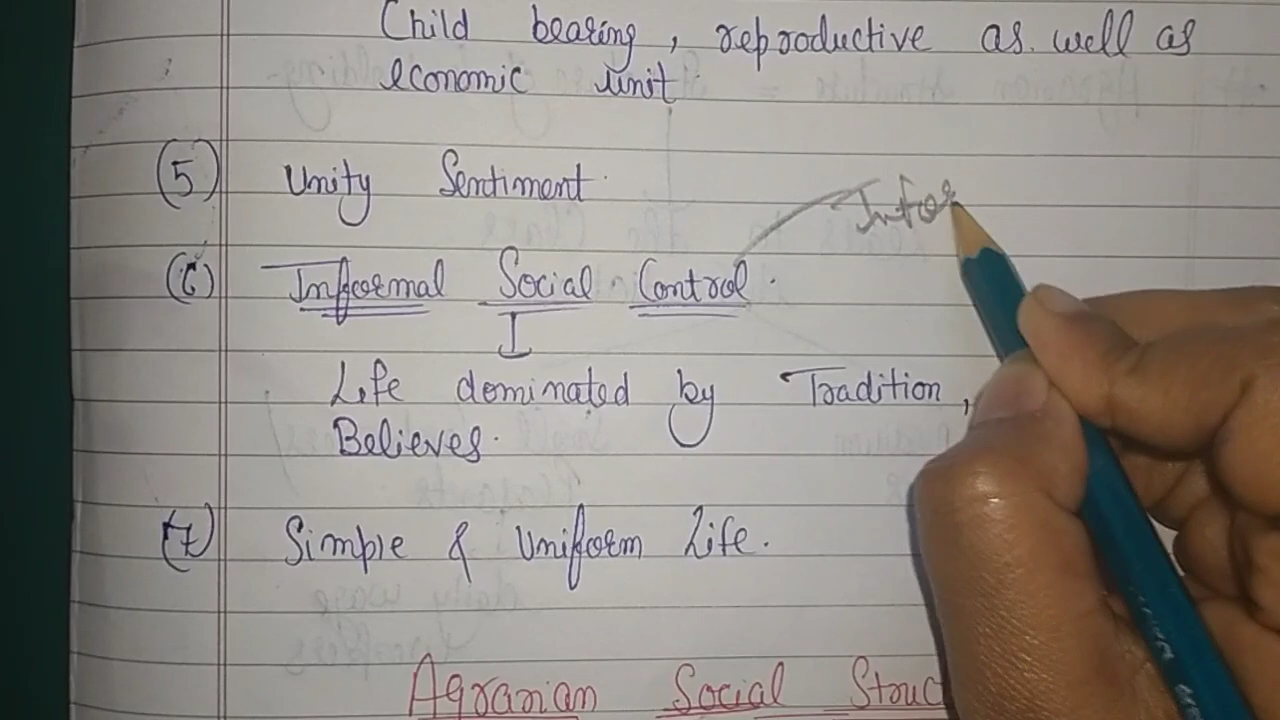 Child bearing, reproductive as well as
economic unit
(5) Unity Sentiment.
Infor
(6) Informal Social Control.
Life dominated by Tradition,
Believes.
(7) Simple & Uniform Life.
Agrarian Social Struc